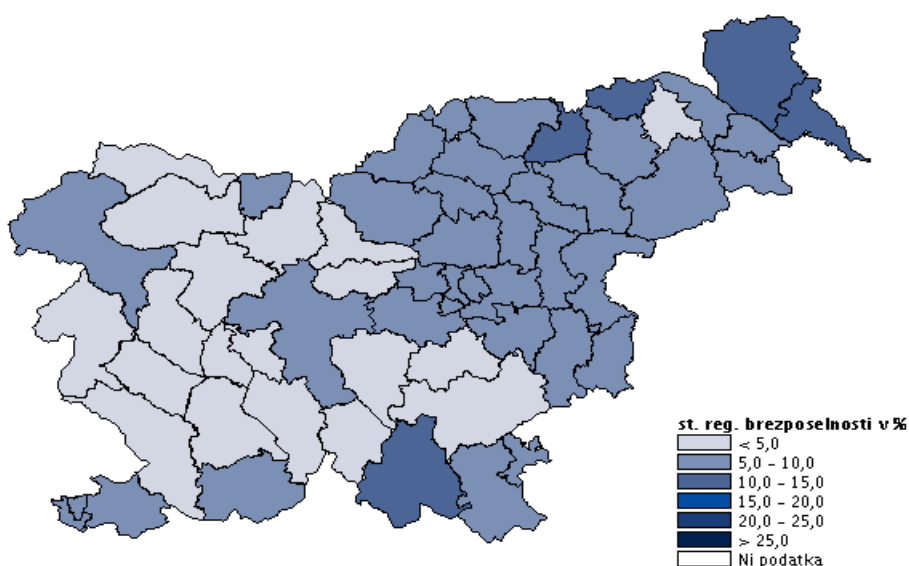 st. reg. brezposelnosti v %
< 5,0
5,0 - 10,0
10,0 - 15,0
15,0 - 20,0
20,0 - 25,0
> 25,0
Ni podatka